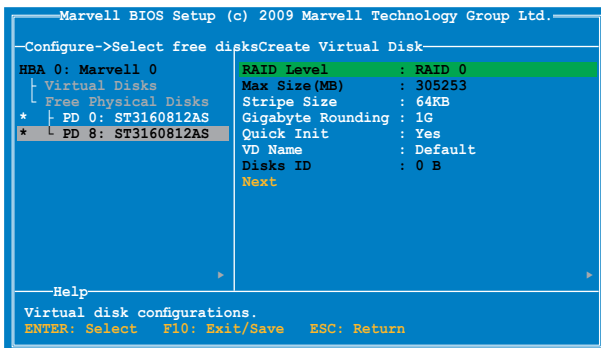 Marvell BIOS Setup (c) 2009 Marvell Technology Group Ltd.
Configure->Select free disksCreate Virtual Disk
HBA 0: Marvell 0
Virtual Disks
Free Physical Disks
* PD 0: ST3160812AS
* PD 8: ST3160812AS
RAID Level : RAID 0
Max Size(MB) : 305253
Stripe Size : 64KB
Gigabyte Rounding : 1G
Quick Init : Yes
VD Name : Default
Disks ID : 0 8
Next
Help
Virtual disk configurations.
ENTER: Select F10: Exit/Save ESC: Return